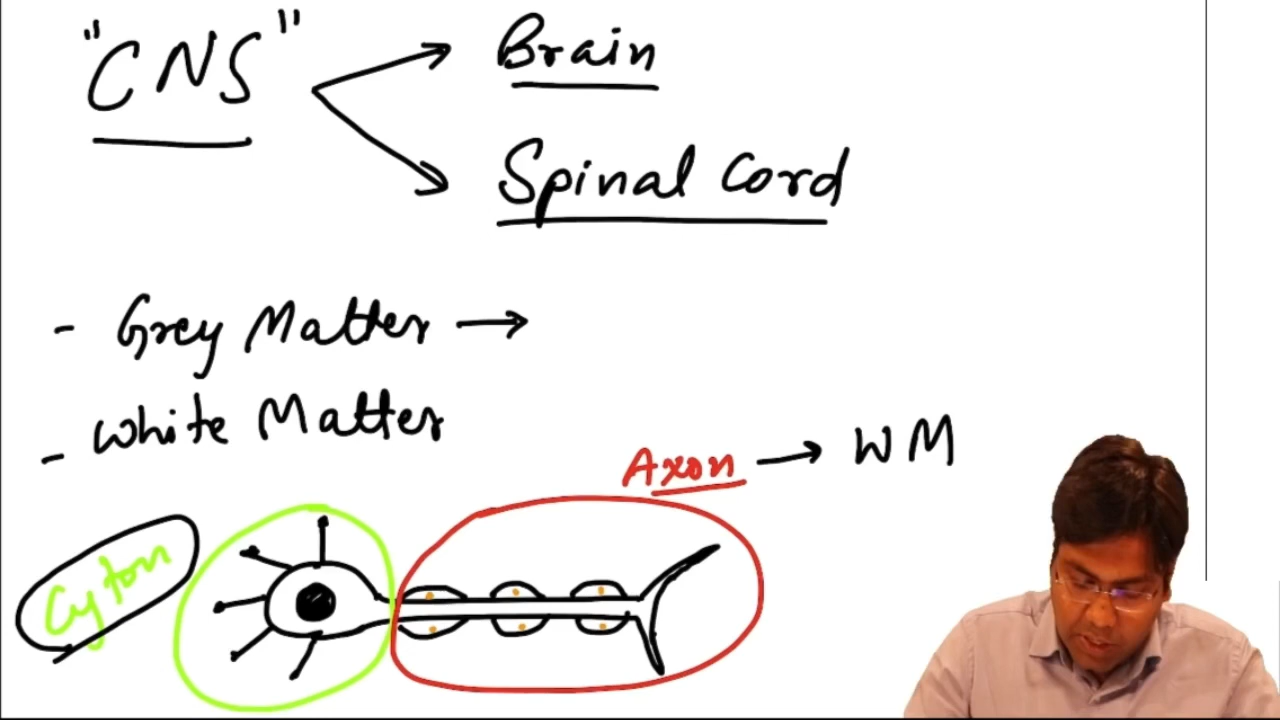 "CNS"
Brain
Spinal Cord
- Grey Matter →
- White Matter
Axon → WM
Cyton